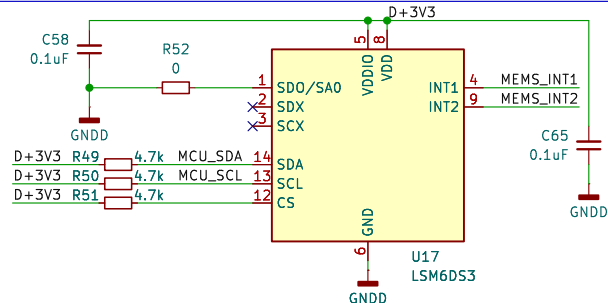 D+3V3
C58
0.1uF
R52
0
5
8
VDDIO
VDD
1
SDO/SA0
2
SDX
3
SCX
INT1
4
MEMS_INT1
INT2
9
MEMS_INT2
C65
0.1uF
GNDD
D+3V3 R49 4.7k MCU_SDA 14 SDA
D+3V3 R50 4.7k MCU_SCL 13 SCL
D+3V3 R51 4.7k 12 CS
GNDD
GND
6
U17
LSM6DS3
GNDD